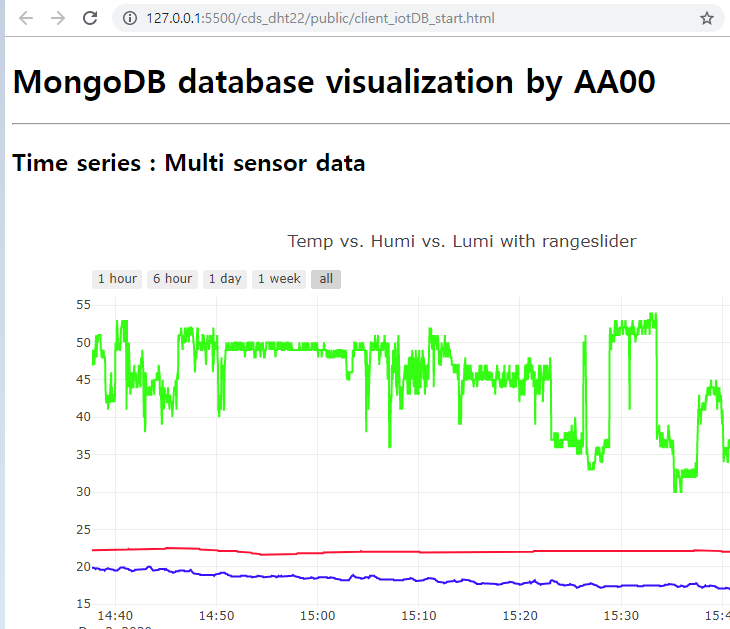 127.0.0.1:5500/cds_dht22/public/client_iotDB_start.html
MongoDB database visualization by AA00
Time series : Multi sensor data
Temp vs. Humi vs. Lumi with rangeslider
1 hour 6 hour 1 day 1 week all
55
50
45
40
35
30
25
20
15
14:40 14:50 15:00 15:10 15:20 15:30 15:4